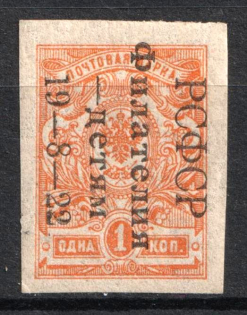 ПОЧТОВАЯ МАРКА
РСФСР
Филателия
—детям
19—8—22
1
ОДНА КОП.